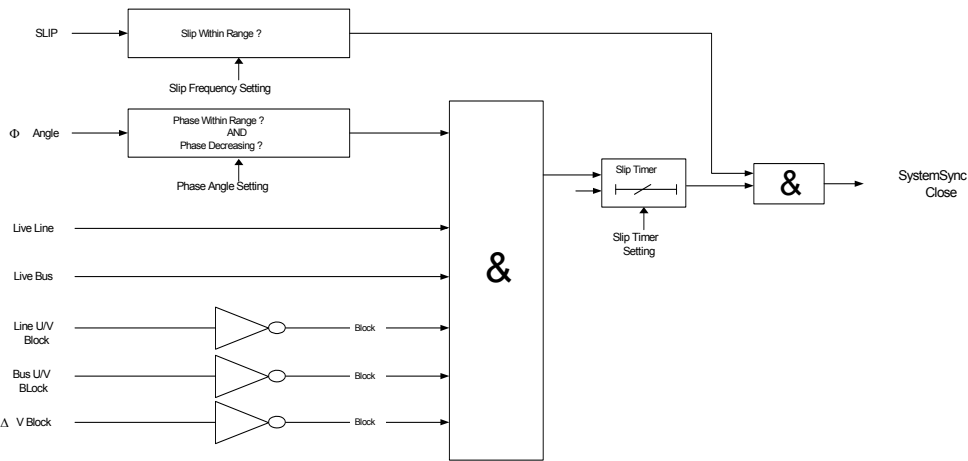 SLIP
Slip Within Range ?
Slip Frequency Setting
Φ Angle
Phase Within Range ?
AND
Phase Decreasing ?
Phase Angle Setting
Live Line
Live Bus
Line U/V
Block
Block
Bus U/V
BLock
Block
Δ V Block
Block
&
Slip Timer
Slip Timer
Setting
&
SystemSync
Close